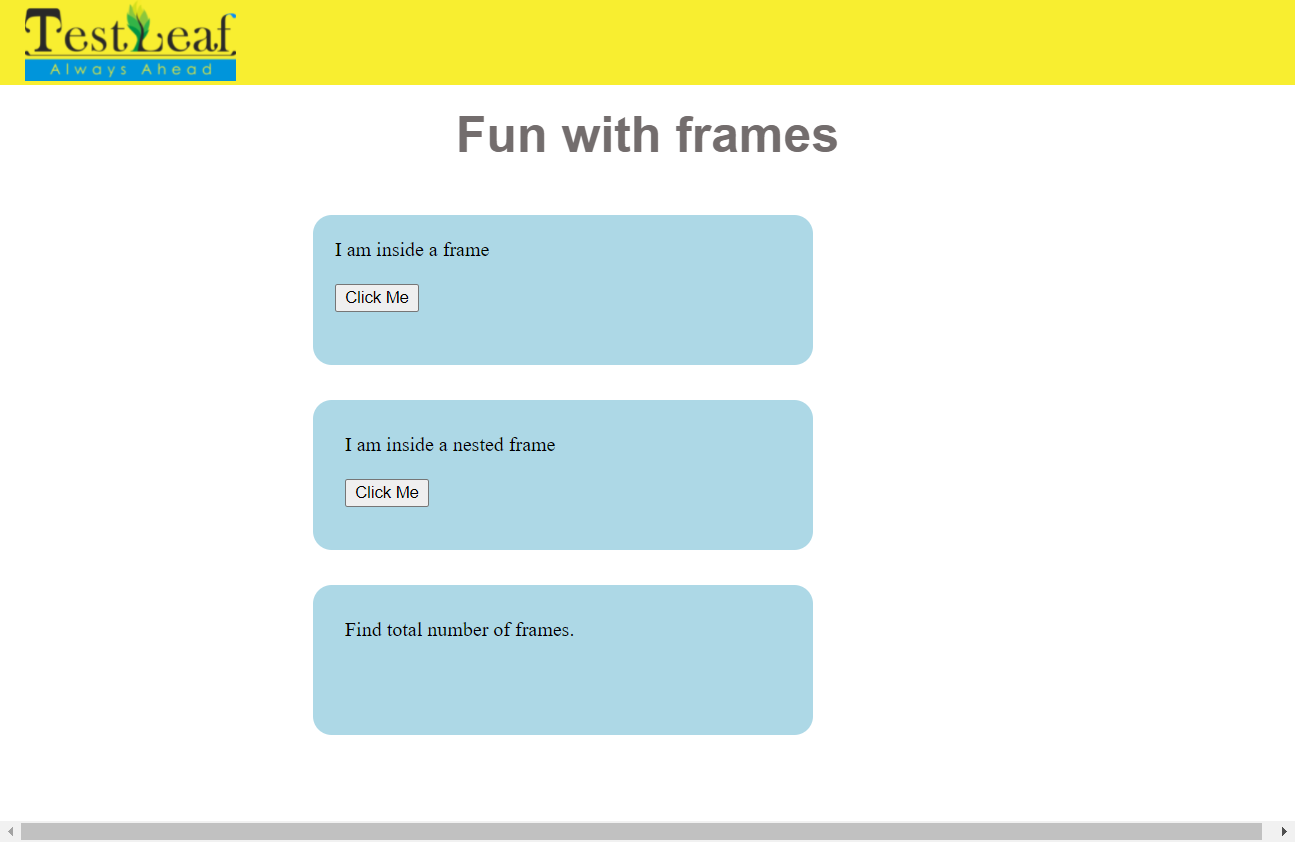 TestLeaf
Always Ahead
Fun with frames
I am inside a frame
Click Me
I am inside a nested frame
Click Me
Find total number of frames.